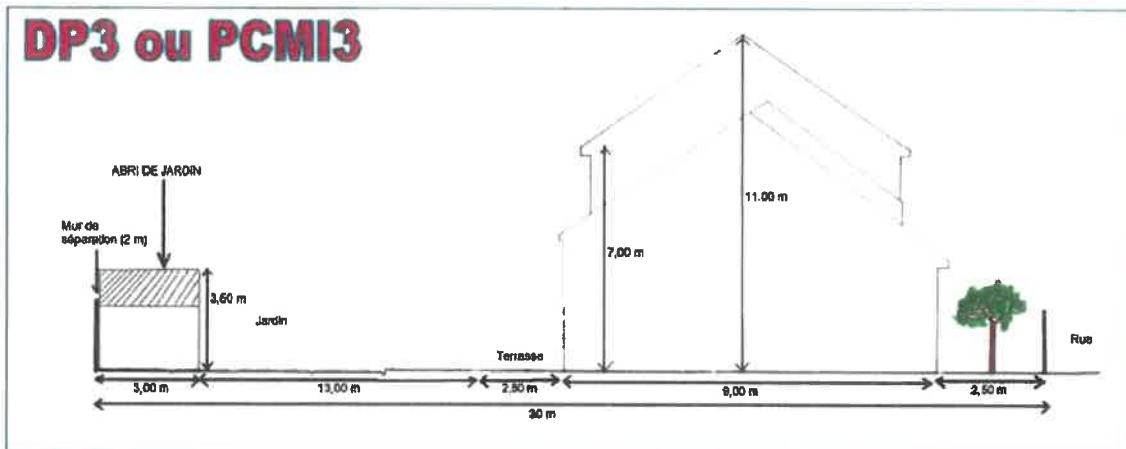 DP3 ou PCMI3
ABRI DE JARDIN
Mur de
séparation (2 m)
11.00 m
7,00 m
3,60 m
Jardin
Terrasse
Rue
3,00 m
13,00 m
2,50 m
9,00 m
2,50 m
30 m